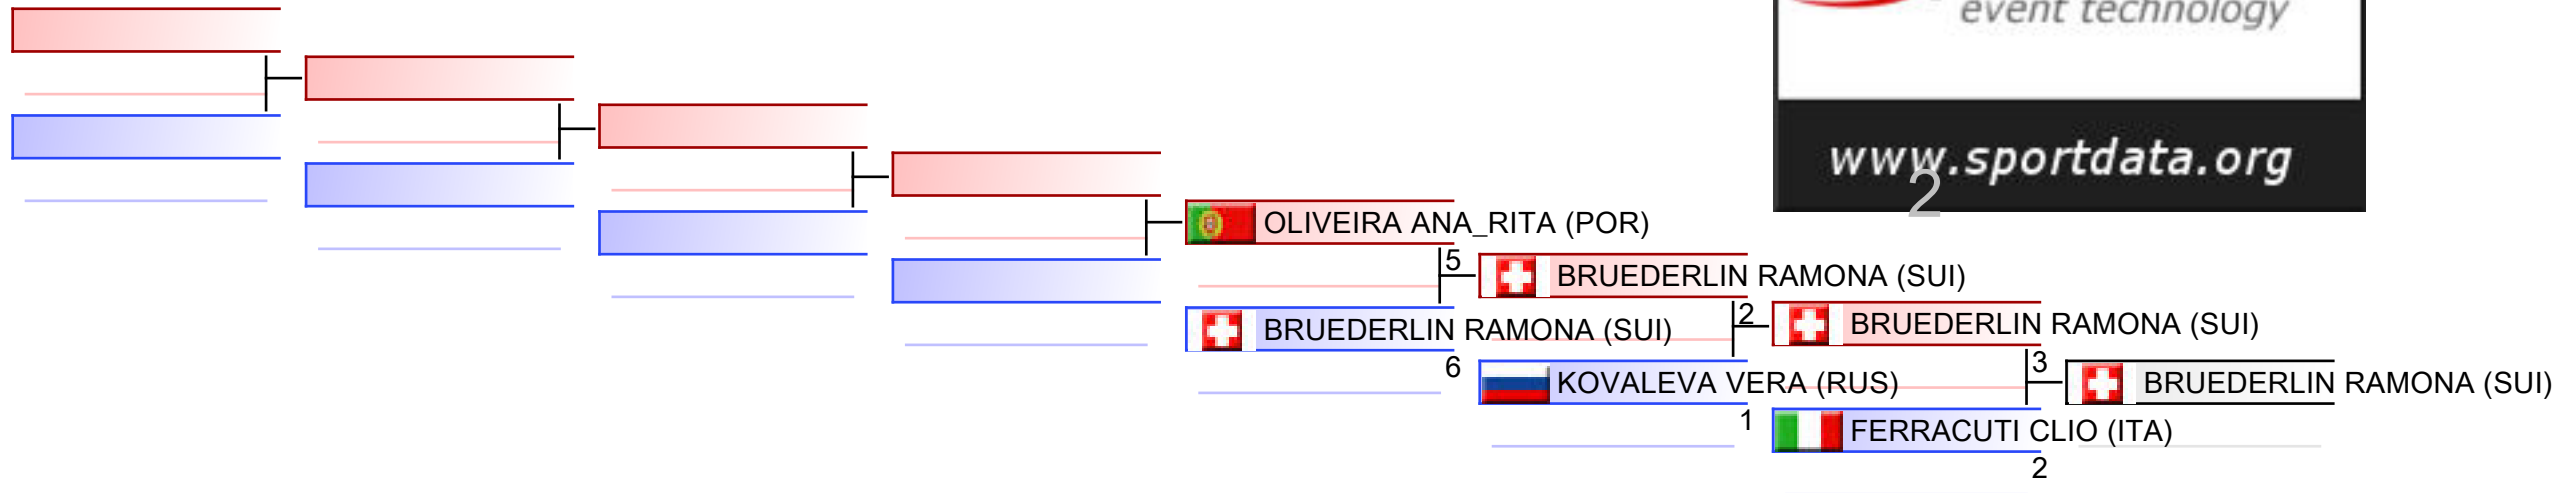 event technology
www.sportdata.org
2
OLIVEIRA ANA_RITA (POR)
5
BRUEDERLIN RAMONA (SUI)
BRUEDERLIN RAMONA (SUI)
6
2
BRUEDERLIN RAMONA (SUI)
KOVALEVA VERA (RUS)
1
3
BRUEDERLIN RAMONA (SUI)
FERRACUTI CLIO (ITA)
2